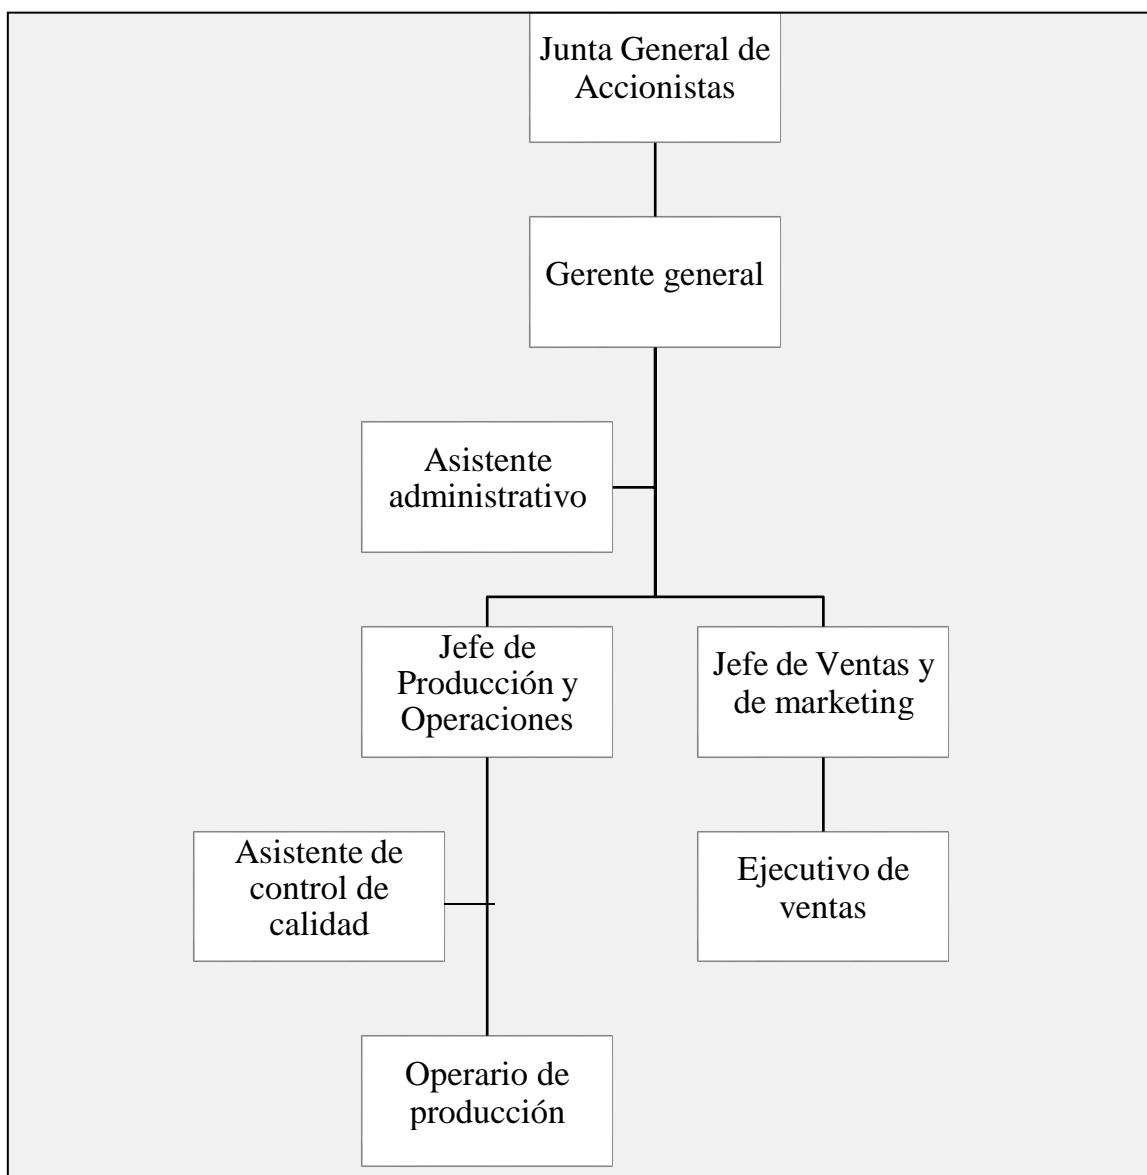 Junta General de
Accionistas
Gerente general
Asistente
administrativo
Jefe de
Producción y
Operaciones
Jefe de Ventas y
de marketing
Asistente de
control de
calidad
Ejecutivo de
ventas
Operario de
producción